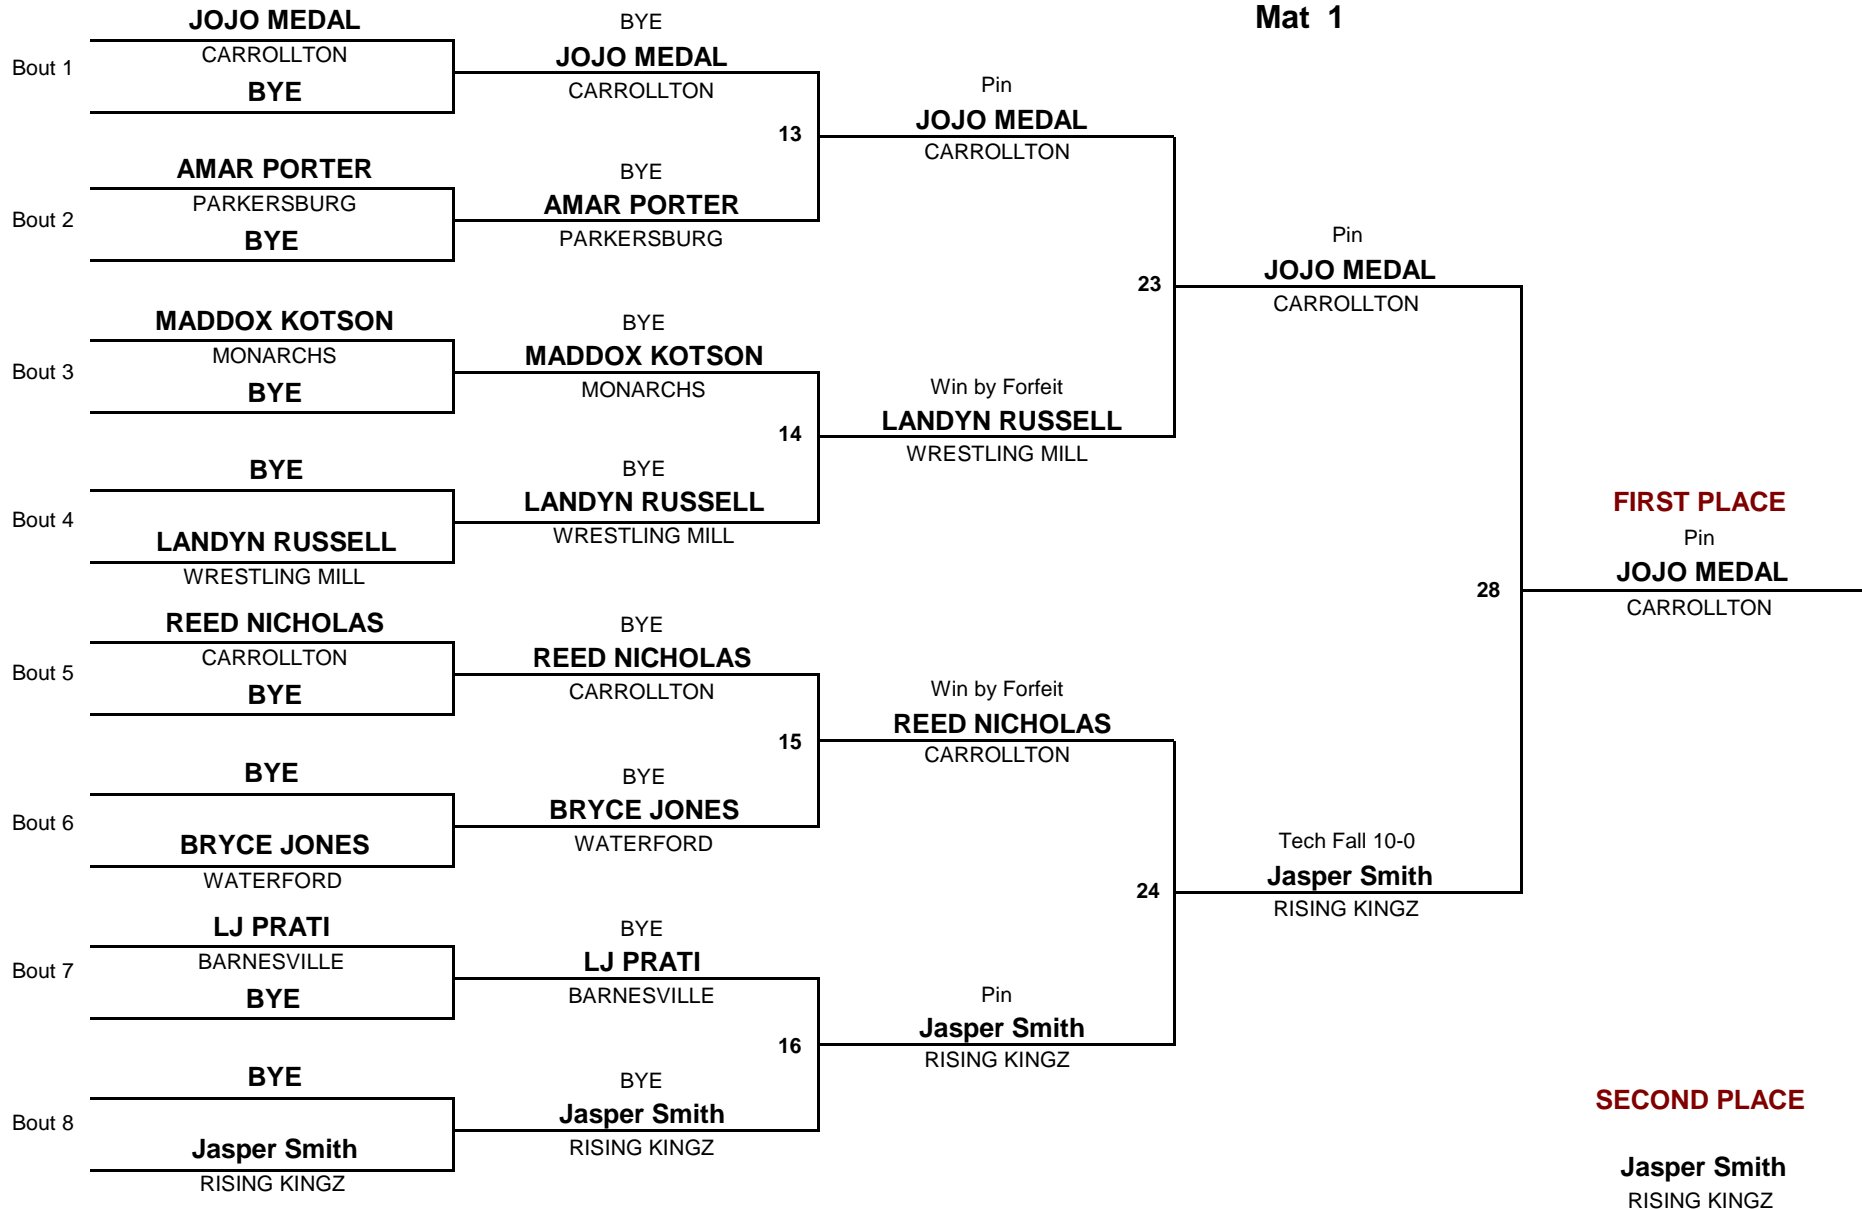 Mat 1
Bout 1
JOJO MEDAL
CARROLLTON
BYE
Bout 2
AMAR PORTER
PARKERSBURG
BYE
Bout 3
MADDOX KOTSON
MONARCHS
BYE
Bout 4
BYE
LANDYN RUSSELL
WRESTLING MILL
Bout 5
REED NICHOLAS
CARROLLTON
BYE
Bout 6
BYE
BRYCE JONES
WATERFORD
Bout 7
LJ PRATI
BARNESVILLE
BYE
Bout 8
BYE
Jasper Smith
RISING KINGZ
BYE
JOJO MEDAL
CARROLLTON
13
BYE
AMAR PORTER
PARKERSBURG
BYE
MADDOX KOTSON
MONARCHS
14
BYE
LANDYN RUSSELL
WRESTLING MILL
BYE
REED NICHOLAS
CARROLLTON
15
BYE
BRYCE JONES
WATERFORD
BYE
LJ PRATI
BARNESVILLE
16
BYE
Jasper Smith
RISING KINGZ
Pin
JOJO MEDAL
CARROLLTON
23
Win by Forfeit
LANDYN RUSSELL
WRESTLING MILL
Win by Forfeit
REED NICHOLAS
CARROLLTON
24
Pin
Jasper Smith
RISING KINGZ
Pin
JOJO MEDAL
CARROLLTON
28
Tech Fall 10-0
Jasper Smith
RISING KINGZ
FIRST PLACE
Pin
JOJO MEDAL
CARROLLTON
SECOND PLACE
Jasper Smith
RISING KINGZ